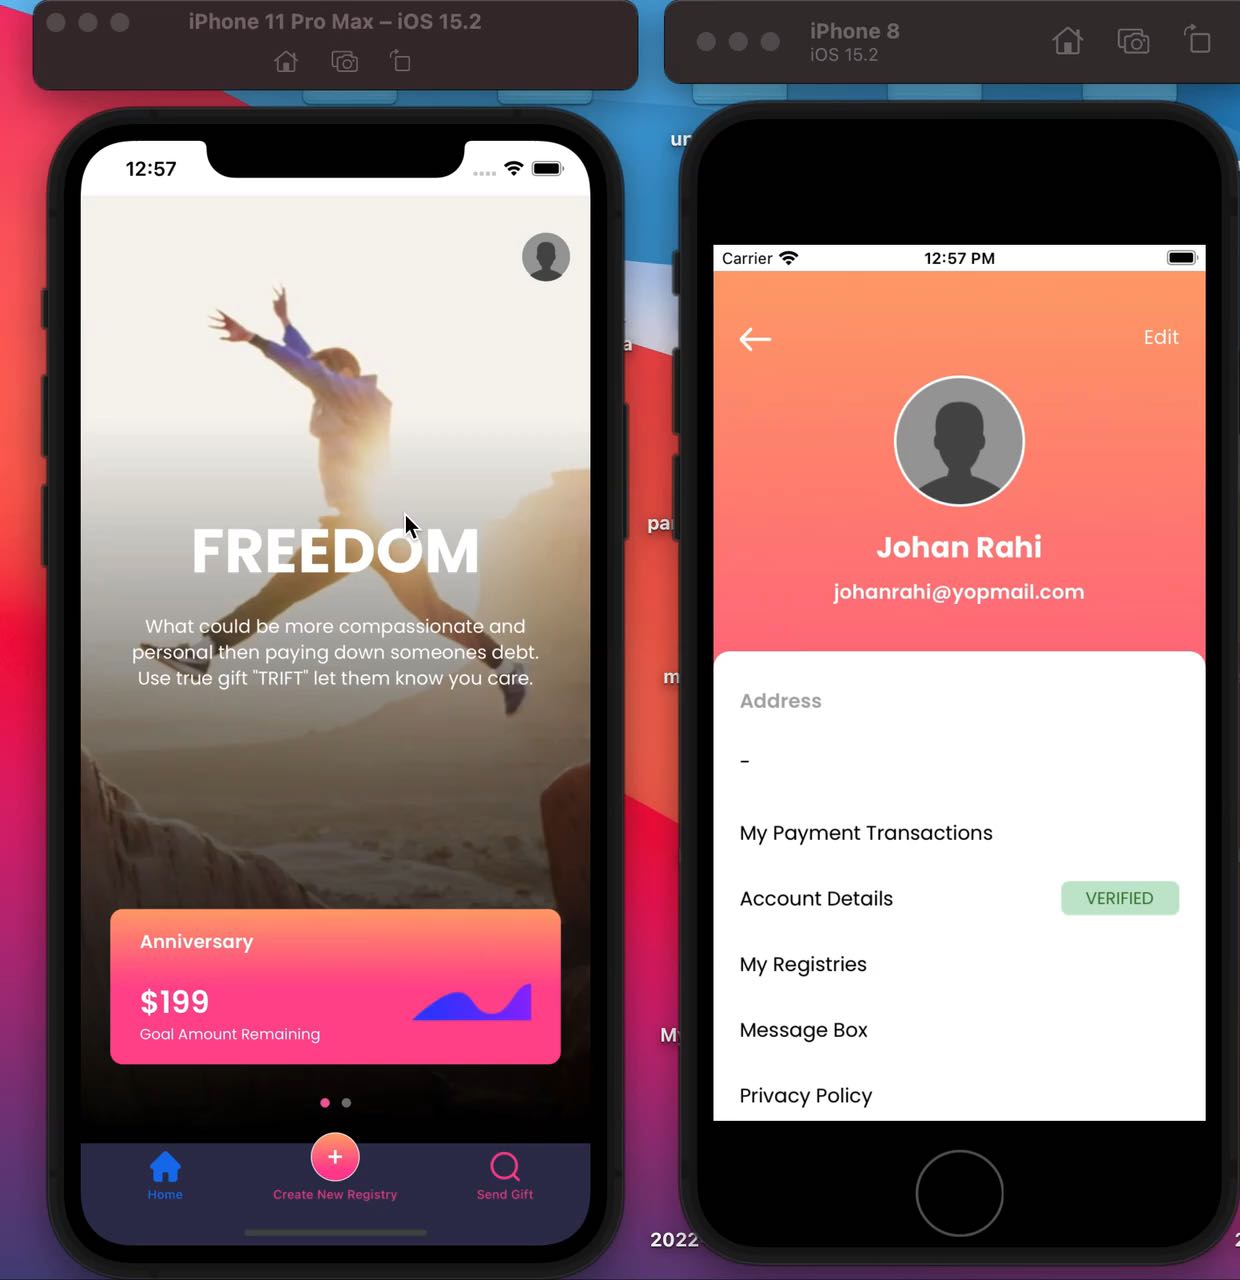 iPhone 11 Pro Max – iOS 15.2
12:57
FREEDOM
What could be more compassionate and
personal then paying down someones debt.
Use true gift "TRIFT" let them know you care.
Anniversary
$199
Goal Amount Remaining
+
Home
Create New Registry
Send Gift
iPhone 8
iOS 15.2
Carrier
12:57 PM
Edit
Johan Rahi
johanrahi@yopmail.com
Address
-
My Payment Transactions
Account Details
VERIFIED
My Registries
Message Box
Privacy Policy
2022